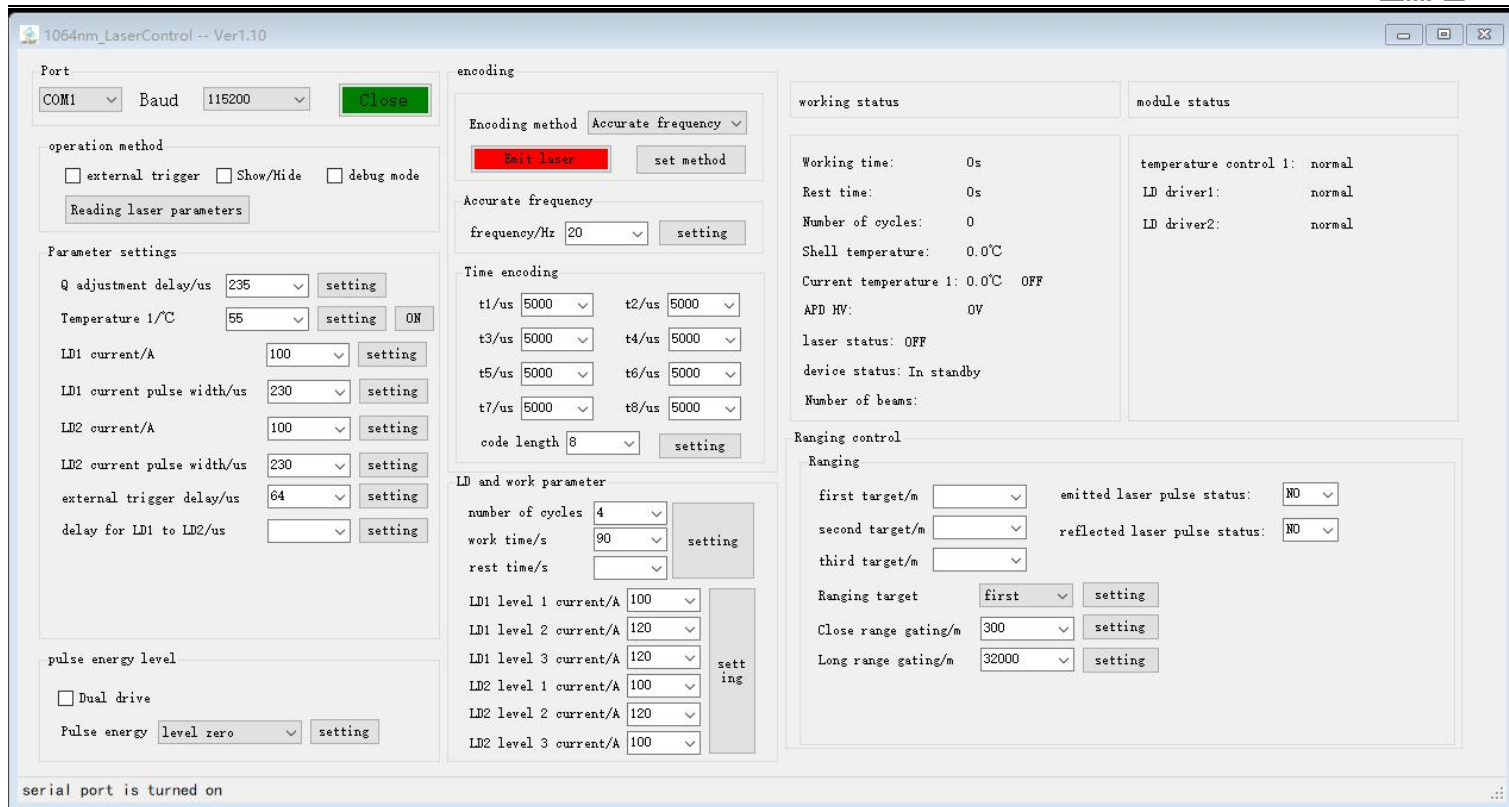 1064nm_LaserControl -- Ver1.10
Port
COM1 Baud 115200 Close
operation method
external trigger Show/Hide debug mode
Reading laser parameters
Parameter settings
Q adjustment delay/us 235 setting
Temperature 1/℃ 55 setting ON
LD1 current/A 100 setting
LD1 current pulse width/us 230 setting
LD2 current/A 100 setting
LD2 current pulse width/us 230 setting
external trigger delay/us 64 setting
delay for LD1 to LD2/us setting
pulse energy level
Dual drive
Pulse energy level zero setting
encoding
Encoding method Accurate frequency
Emit laser set method
Accurate frequency
frequency/Hz 20 setting
Time encoding
t1/us 5000 t2/us 5000
t3/us 5000 t4/us 5000
t5/us 5000 t6/us 5000
t7/us 5000 t8/us 5000
code length 8 setting
LD and work parameter
number of cycles 4
work time/s 90 setting
rest time/s
LD1 level 1 current/A 100
LD1 level 2 current/A 120
LD1 level 3 current/A 120
LD2 level 1 current/A 100
LD2 level 2 current/A 120
LD2 level 3 current/A 100
sett
ing
working status
Working time: 0s
Rest time: 0s
Number of cycles: 0
Shell temperature: 0.0℃
Current temperature 1: 0.0℃ OFF
APD HV: 0V
laser status: OFF
device status: In standby
Number of beams:
module status
temperature control 1: normal
LD driver1: normal
LD driver2: normal
Ranging control
Ranging
first target/m emitted laser pulse status: NO
second target/m reflected laser pulse status: NO
third target/m
Ranging target first setting
Close range gating/m 300 setting
Long range gating/m 32000 setting
serial port is turned on